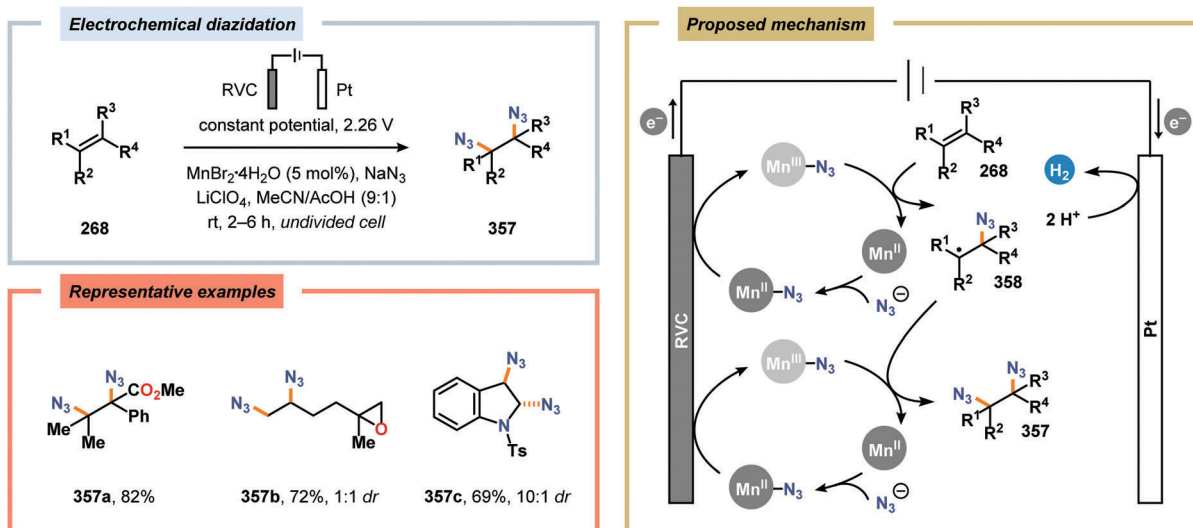 Electrochemical diazidation
RVC
Pt
constant potential, 2.26 V
R¹
R²
R³
R⁴
268
MnBr₂•4H₂O (5 mol%), NaN₃
LiClO₄, MeCN/AcOH (9:1)
rt, 2–6 h, undivided cell
N₃
N₃
R³
R¹
R⁴
R²
357
Representative examples
N₃
N₃
CO₂Me
Ph
Me
Me
357a, 82%
N₃
N₃
O
Me
357b, 72%, 1:1 dr
N₃
N₃
N
Ts
357c, 69%, 10:1 dr
Proposed mechanism
e⁻
e⁻
RVC
Pt
Mnᴵᴵᴵ–N₃
R³
R¹
R⁴
R²
268
H₂
2 H⁺
Mnᴵᴵ
Mnᴵᴵ–N₃
N₃⊖
N₃
R³
R¹
R⁴
R²
358
Mnᴵᴵᴵ–N₃
N₃
N₃
R³
R¹
R⁴
R²
357
Mnᴵᴵ
Mnᴵᴵ–N₃
N₃⊖